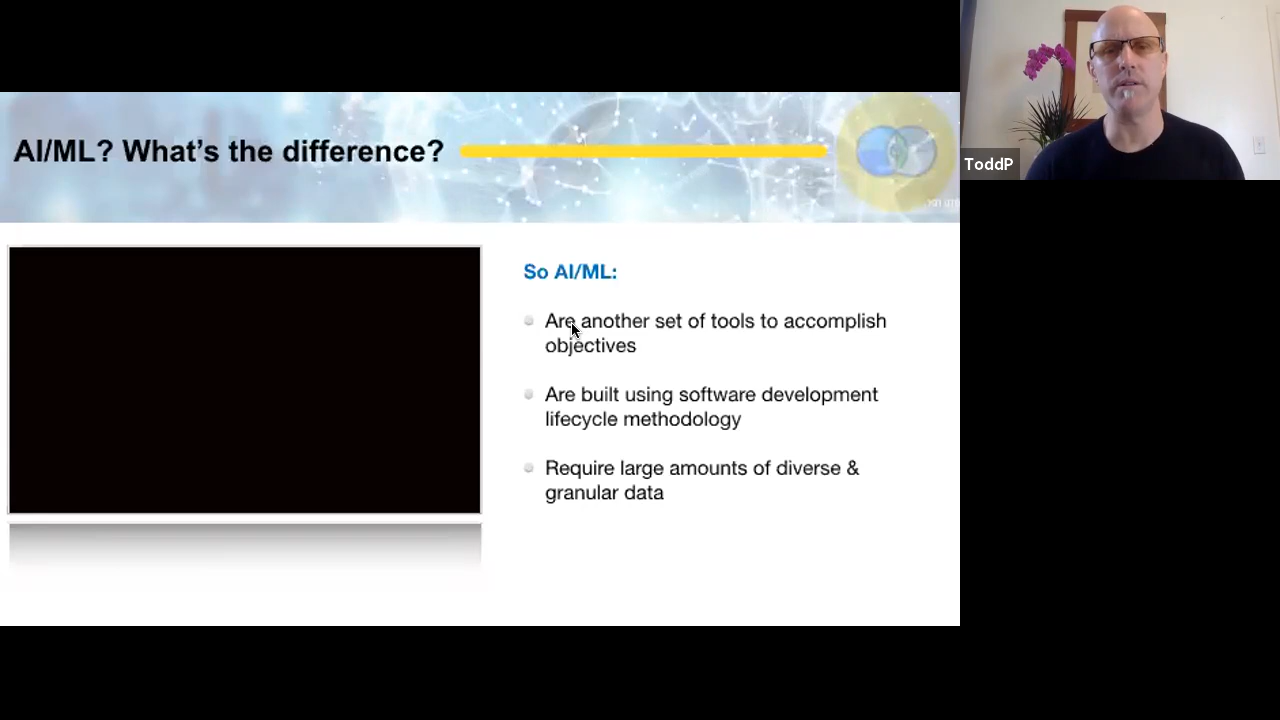 AI/ML? What's the difference?
So AI/ML:
Are another set of tools to accomplish
objectives
Are built using software development
lifecycle methodology
Require large amounts of diverse &
granular data
ToddP